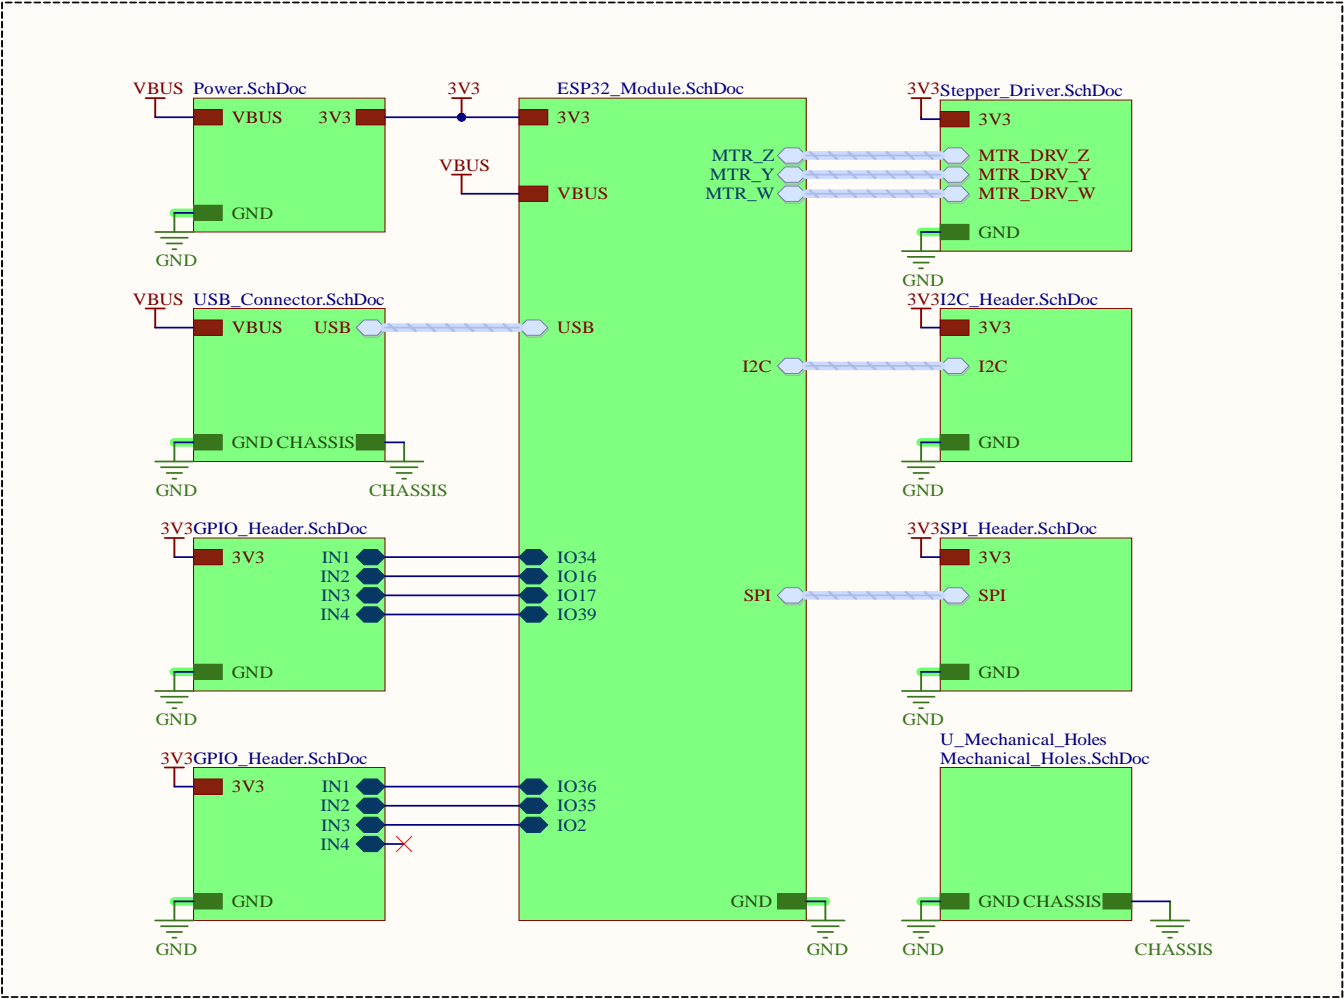 VBUS
Power.SchDoc
VBUS
3V3
GND
GND
3V3
VBUS
ESP32_Module.SchDoc
3V3
VBUS
MTR_Z
MTR_Y
MTR_W
USB
I2C
IO34
IO16
IO17
IO39
SPI
IO36
IO35
IO2
GND
GND
3V3
Stepper_Driver.SchDoc
3V3
MTR_DRV_Z
MTR_DRV_Y
MTR_DRV_W
GND
GND
VBUS
USB_Connector.SchDoc
VBUS
USB
GND
CHASSIS
GND
CHASSIS
3V3
I2C_Header.SchDoc
3V3
I2C
GND
GND
3V3
GPIO_Header.SchDoc
3V3
IN1
IN2
IN3
IN4
GND
GND
3V3
SPI_Header.SchDoc
3V3
SPI
GND
GND
3V3
GPIO_Header.SchDoc
3V3
IN1
IN2
IN3
IN4
GND
GND
U_Mechanical_Holes
Mechanical_Holes.SchDoc
GND
CHASSIS
GND
CHASSIS